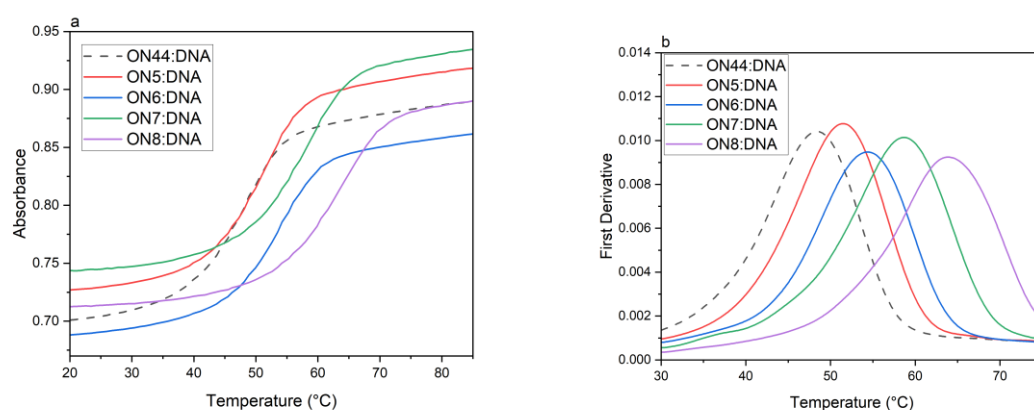 a
0.95
0.90
0.85
0.80
0.75
0.70
Absorbance
ON44:DNA
ON5:DNA
ON6:DNA
ON7:DNA
ON8:DNA
20 30 40 50 60 70 80
Temperature (°C)
b
0.014
0.012
0.010
0.008
0.006
0.004
0.002
0.000
First Derivative
ON44:DNA
ON5:DNA
ON6:DNA
ON7:DNA
ON8:DNA
30 40 50 60 70
Temperature (°C)